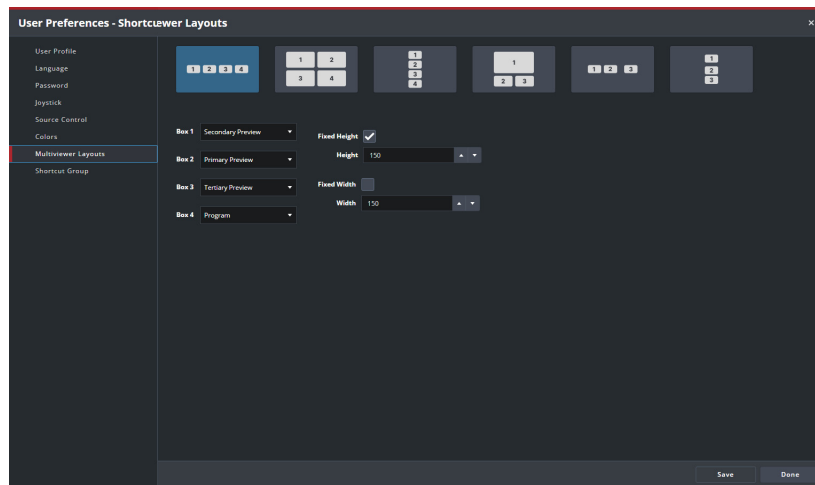 User Preferences - Shortcuewer Layouts
×
User Profile
Language
Password
Joystick
Source Control
Colors
Multiviewer Layouts
Shortcut Group
1 2 3 4
1 2
3 4
1
2
3
4
1
2 3
1 2 3
1
2
3
Box 1 Secondary Preview
Box 2 Primary Preview
Box 3 Tertiary Preview
Box 4 Program
Fixed Height
Height 150
Fixed Width
Width 150
Save Done